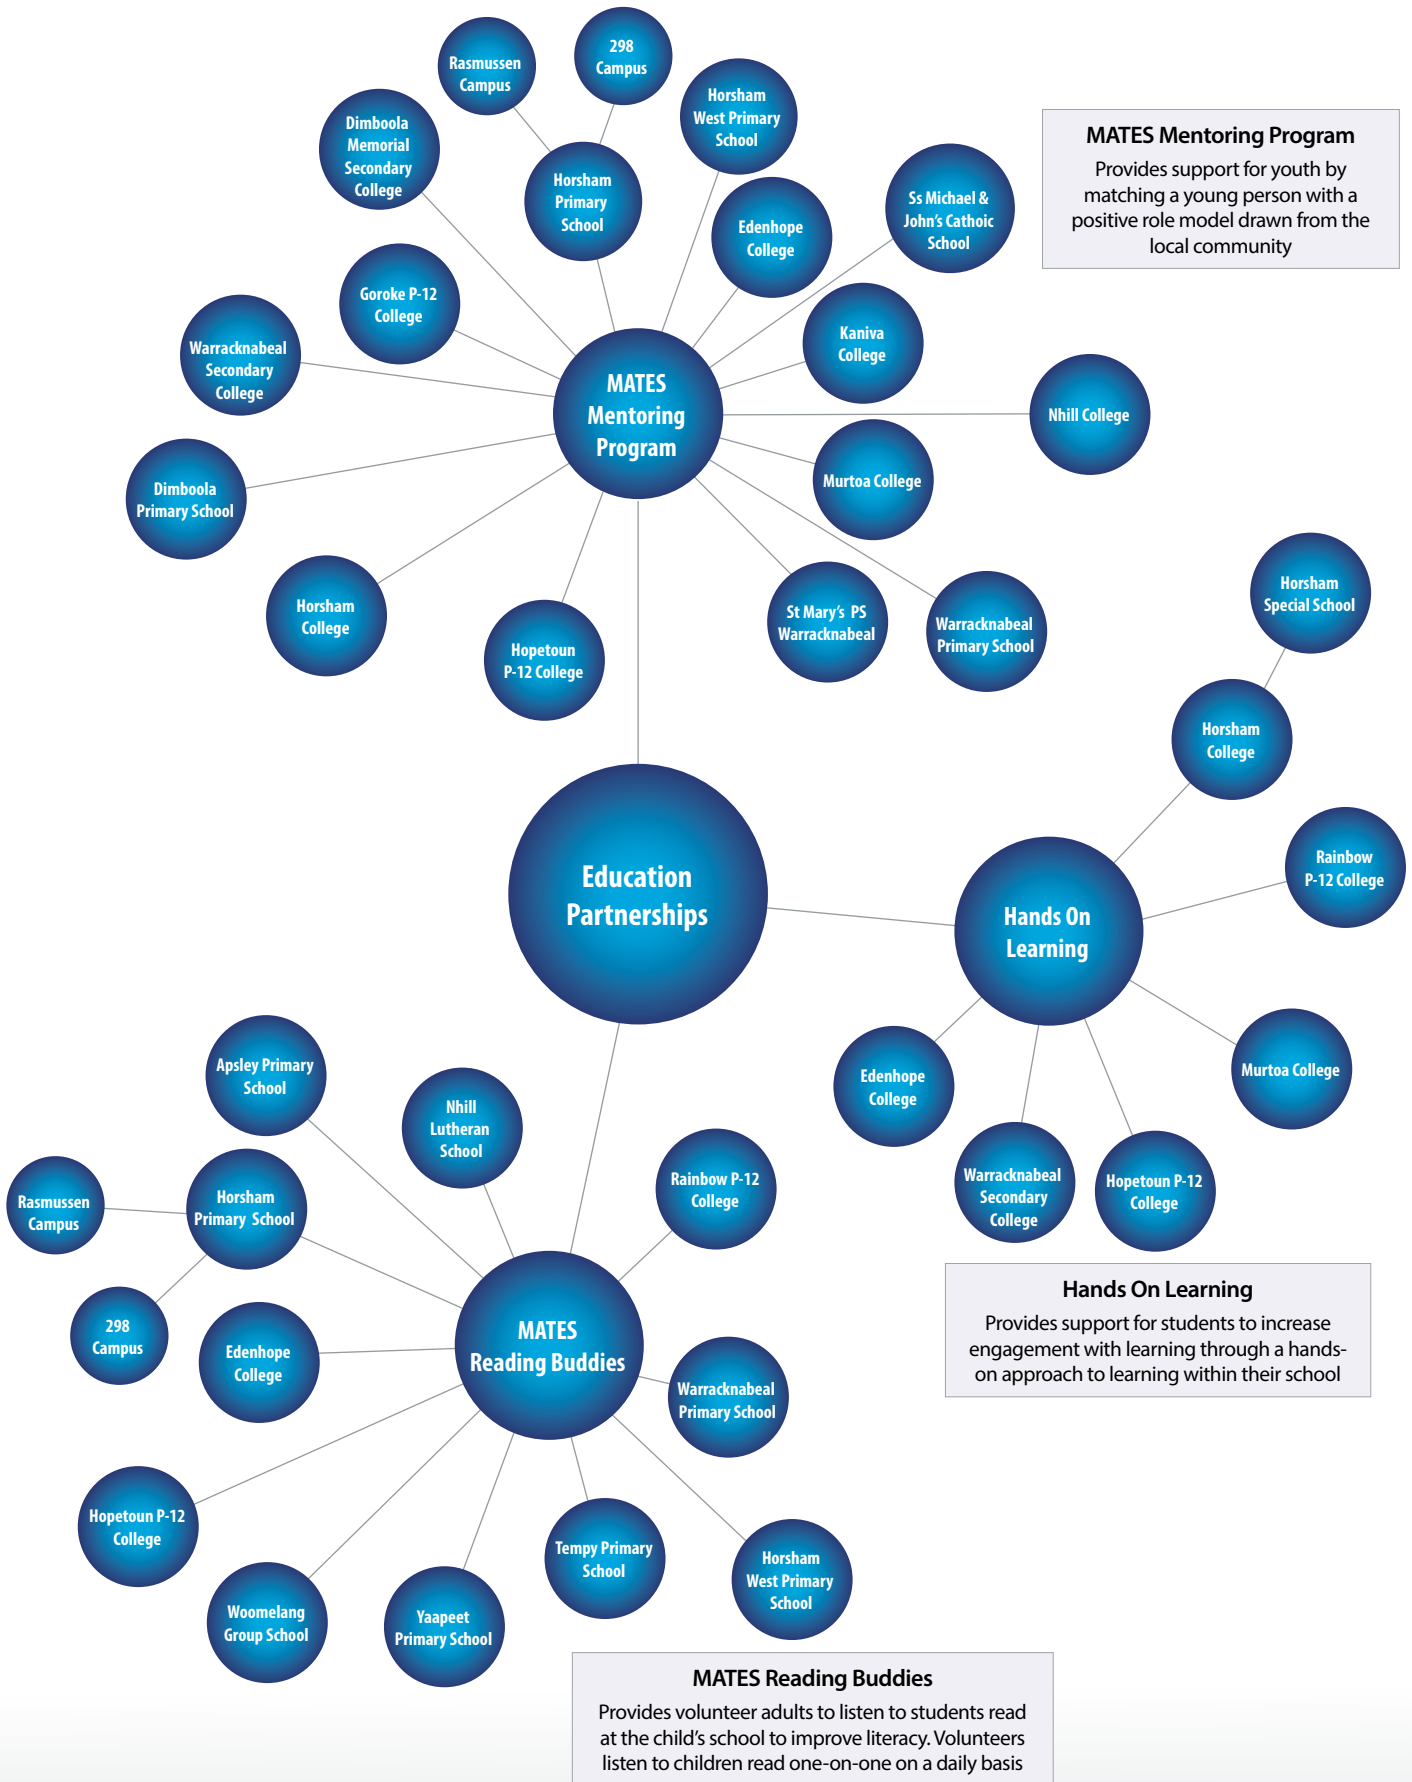 298
Campus
Rasmussen
Campus
Horsham
West Primary
School
Dimboola
Memorial
Secondary
College
Horsham
Primary
School
Ss Michael &
John's Cathoic
School
Edenhope
College
MATES Mentoring Program
Provides support for youth by
matching a young person with a
positive role model drawn from the
local community
Goroke P-12
College
Kaniva
College
Warracknabeal
Secondary
College
MATES
Mentoring
Program
Nhill College
Murtoa College
Dimboola
Primary School
Horsham
College
Hopetoun
P-12 College
St Mary's PS
Warracknabeal
Warracknabeal
Primary School
Horsham
Special School
Horsham
College
Education
Partnerships
Hands On
Learning
Rainbow
P-12 College
Murtoa College
Edenhope
College
Warracknabeal
Secondary
College
Hopetoun P-12
College
Hands On Learning
Provides support for students to increase
engagement with learning through a hands-
on approach to learning within their school
Apsley Primary
School
Nhill
Lutheran
School
Rainbow P-12
College
Rasmussen
Campus
Horsham
Primary School
298
Campus
Edenhope
College
MATES
Reading Buddies
Warracknabeal
Primary School
Hopetoun P-12
College
Woomelang
Group School
Yaapeet
Primary School
Tempy Primary
School
Horsham
West Primary
School
MATES Reading Buddies
Provides volunteer adults to listen to students read
at the child's school to improve literacy. Volunteers
listen to children read one-on-one on a daily basis